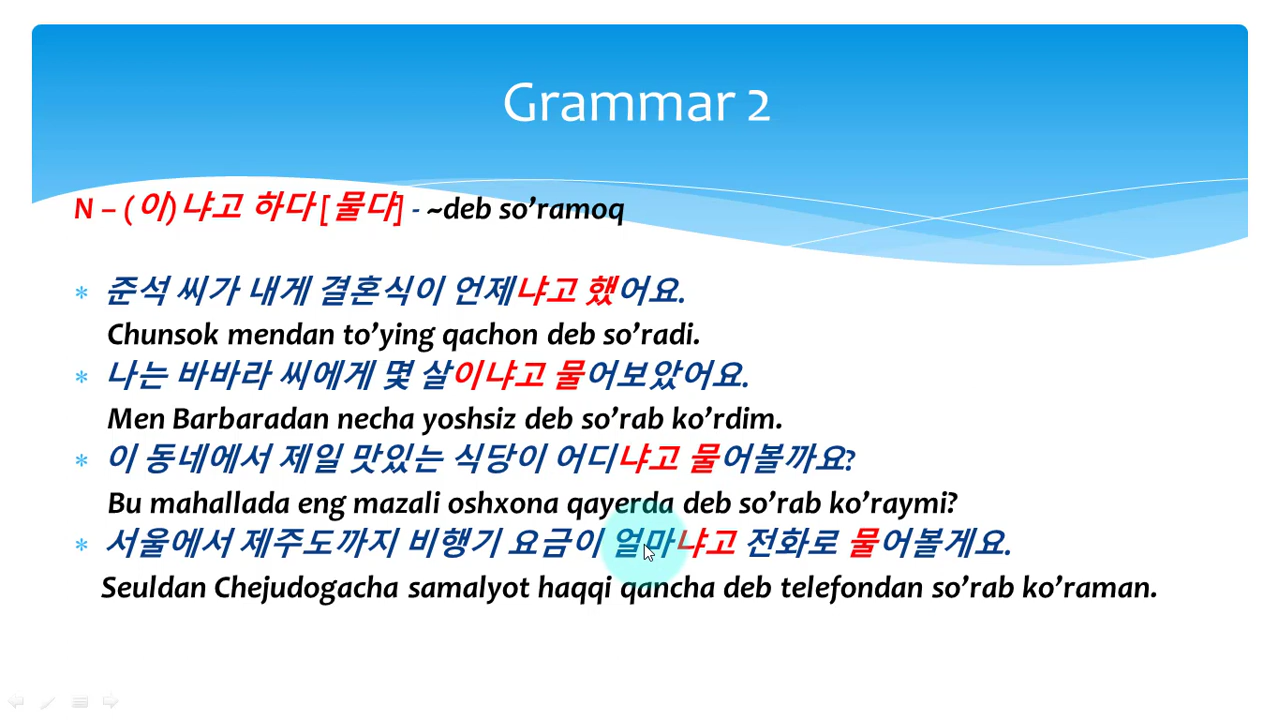 Grammar 2
N – (이)냐고 하다 [물댜] - ~deb so’ramoq
* 준석 씨가 내게 결혼식이 언제냐고 했어요.
Chunsok mendan to’ying qachon deb so’radi.
* 나는 바바라 씨에게 몇 살이냐고 물어보았어요.
Men Barbaradan necha yoshsiz deb so’rab ko’rdim.
* 이 동네에서 제일 맛있는 식당이 어디냐고 물어볼까요?
Bu mahallada eng mazali oshxona qayerda deb so’rab ko’raymi?
* 서울에서 제주도까지 비행기 요금이 얼마냐고 전화로 물어볼게요.
Seuldan Chejudogacha samalyot haqqi qancha deb telefondan so’rab ko’raman.